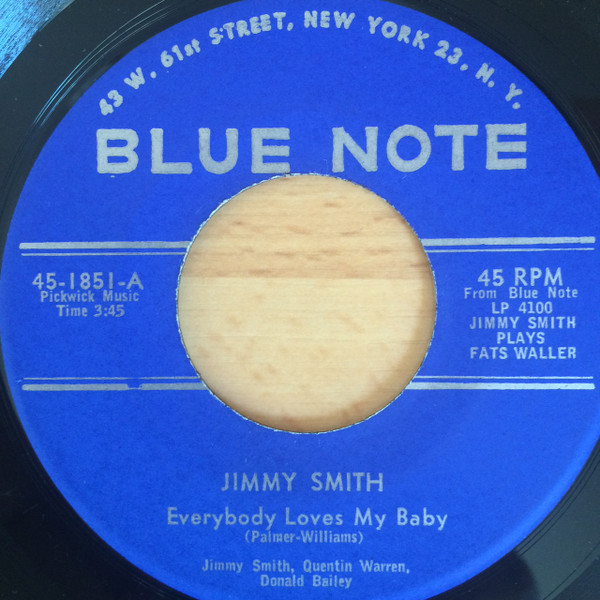 43 W. 61st STREET, NEW YORK 23, N. Y.
BLUE NOTE
45-1851-A
Pickwick Music
Time 3:45
45 RPM
From Blue Note
LP 4100
JIMMY SMITH
PLAYS
FATS WALLER
JIMMY SMITH
Everybody Loves My Baby
(Palmer-Williams)
Jimmy Smith, Quentin Warren,
Donald Bailey